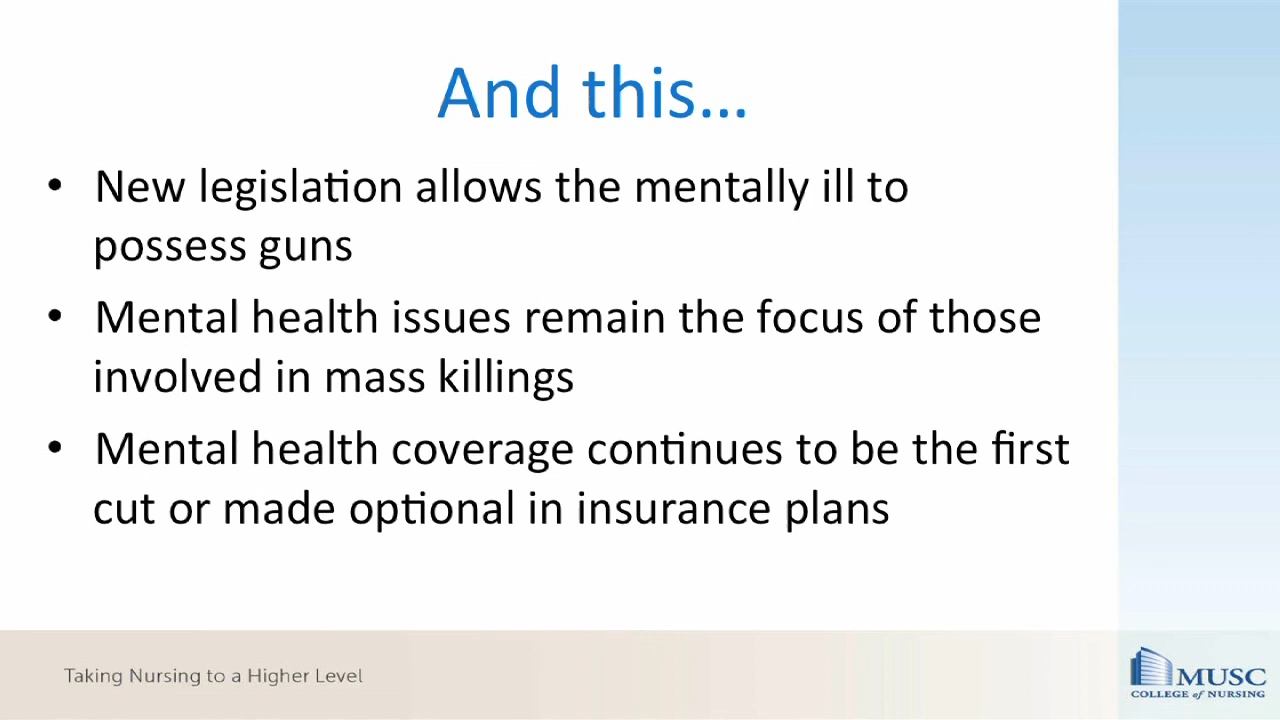 And this...
• New legislation allows the mentally ill to
possess guns
• Mental health issues remain the focus of those
involved in mass killings
• Mental health coverage continues to be the first
cut or made optional in insurance plans
Taking Nursing to a Higher Level
MUSC
COLLEGE of NURSING